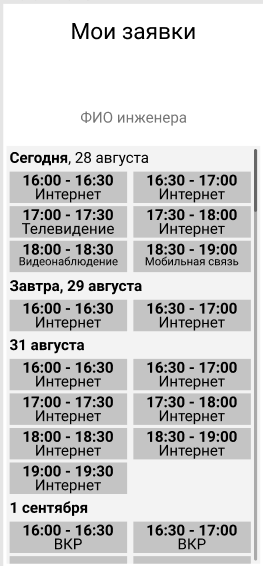 Мои заявки
ФИО инженера
Сегодня, 28 августа
16:00 - 16:30 16:30 - 17:00
Интернет Интернет
17:00 - 17:30 17:30 - 18:00
Телевидение Интернет
18:00 - 18:30 18:30 - 19:00
Видеонаблюдение Мобильная связь
Завтра, 29 августа
16:00 - 16:30 16:30 - 17:00
Интернет Интернет
31 августа
16:00 - 16:30 16:30 - 17:00
Интернет Интернет
17:00 - 17:30 17:30 - 18:00
Интернет Интернет
18:00 - 18:30 18:30 - 19:00
Интернет Интернет
19:00 - 19:30
Интернет
1 сентября
16:00 - 16:30 16:30 - 17:00
ВКР ВКР